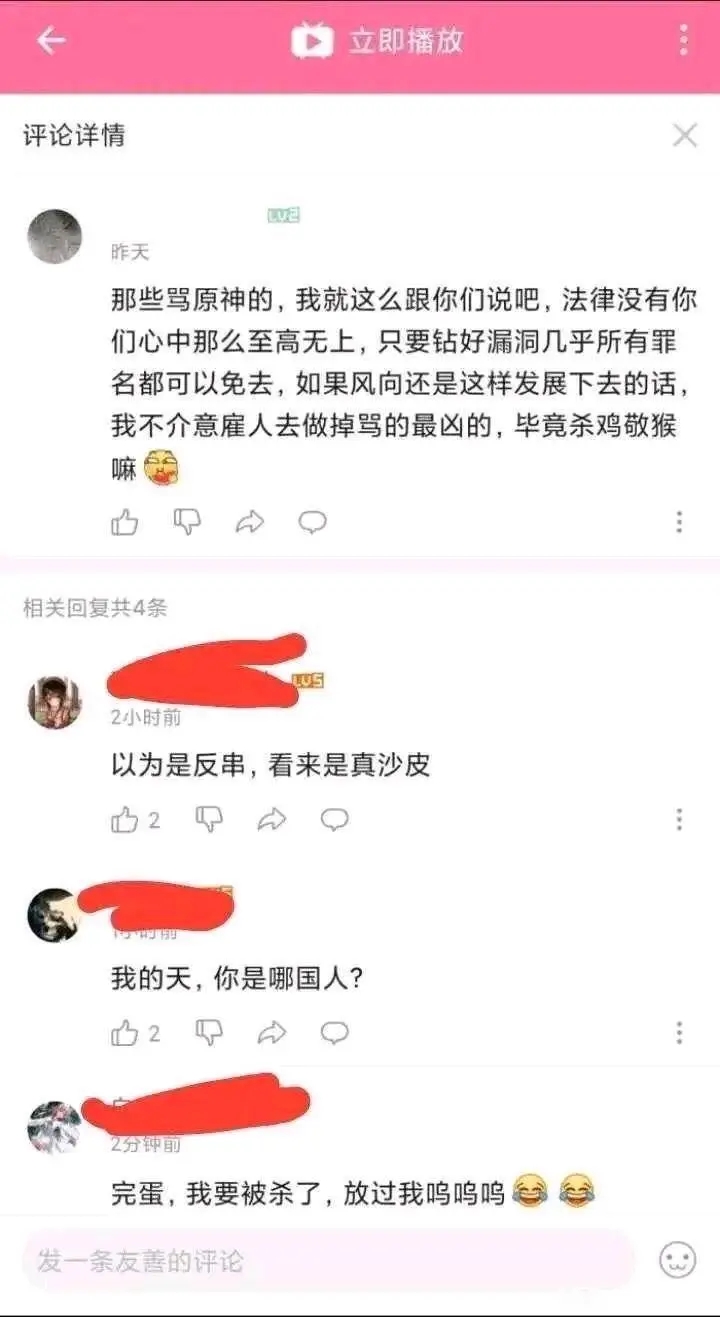 立即播放
评论详情
LV2
昨天
那些骂原神的，我就这么跟你们说吧，法律没有你
们心中那么至高无上，只要钻好漏洞几乎所有罪
名都可以免去，如果风向还是这样发展下去的话，
我不介意雇人去做掉骂的最凶的，毕竟杀鸡敬猴
嘛
相关回复共4条
LV5
2小时前
以为是反串，看来是真沙皮
2
小时前
我的天，你是哪国人？
2
2分钟前
完蛋，我要被杀了，放过我呜呜呜
发一条友善的评论